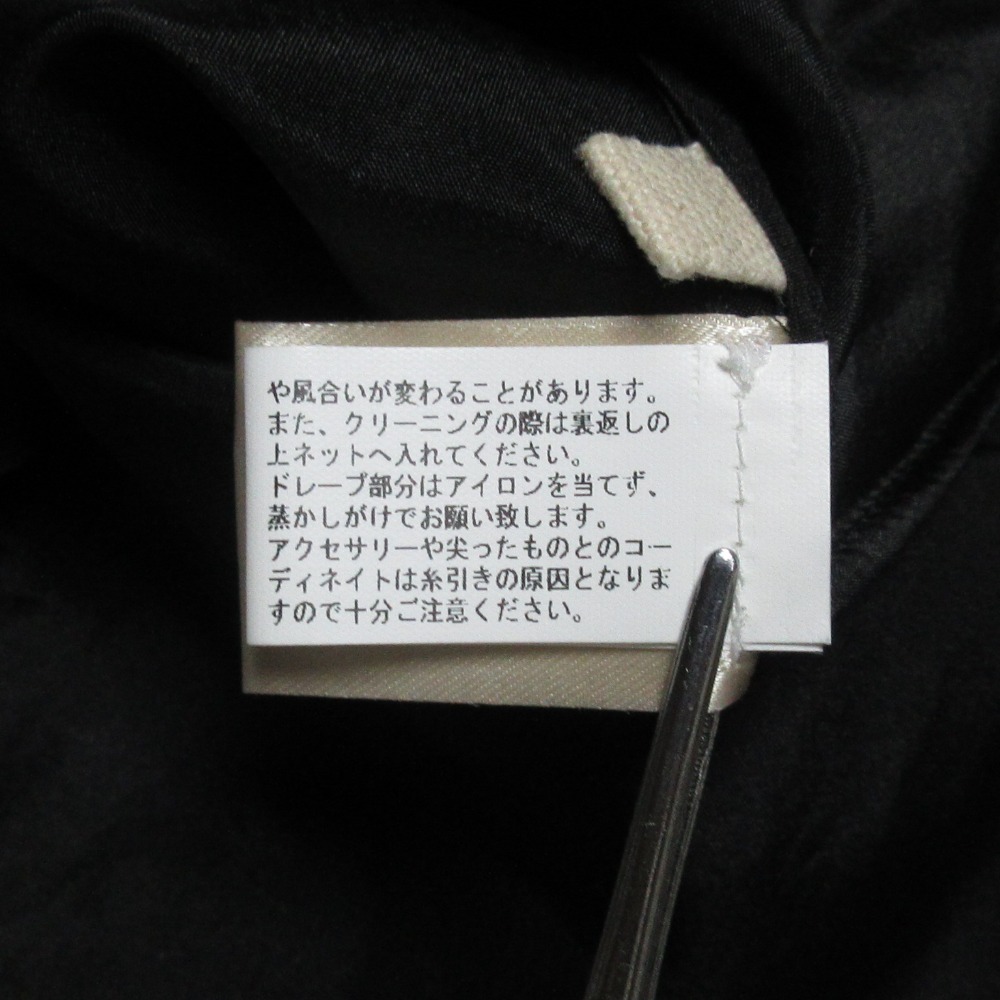 や風合いが変わることがあります。
また、クリーニングの際は裏返しの
上ネットへ入れてください。
ドレープ部分はアイロンを当てず、
蒸かしがけでお願い致します。
アクセサリーや尖ったものとのコー
ディネイトは糸引きの原因となりま
すので十分ご注意ください。